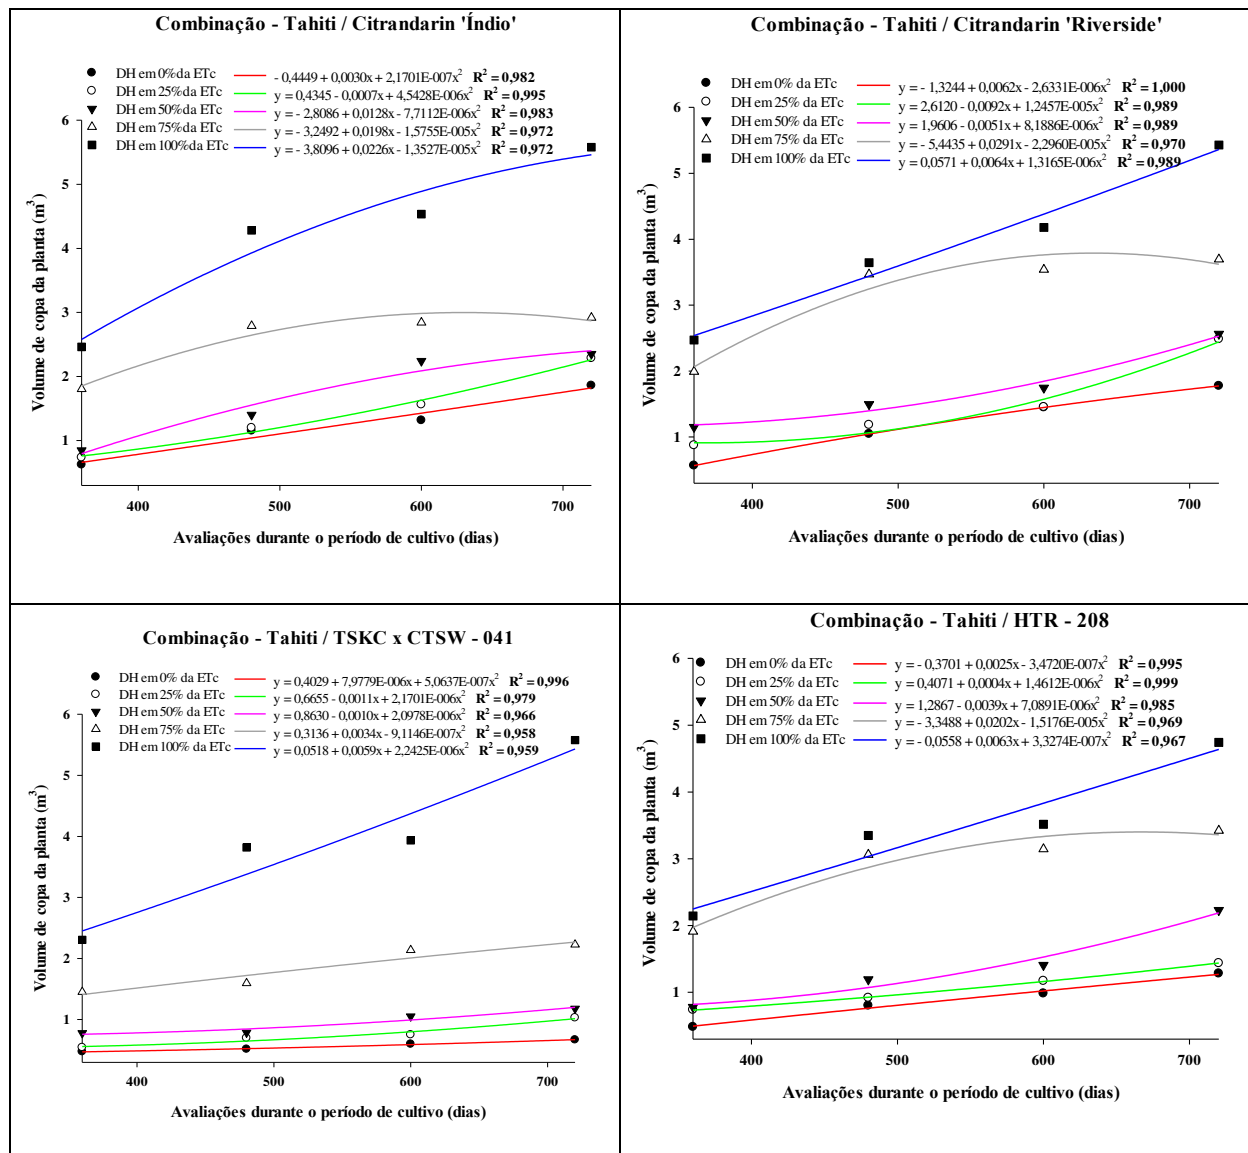 Combinação - Tahiti / Citrandarin 'Índio'
DH em 0%da ETc - 0,4449 + 0,0030x + 2,1701E-007x² R² = 0,982
DH em 25%da ETc y = 0,4345 -0,0007x + 4,5428E-006x² R² = 0,995
DH em 50%da ETc y = -2,8086 + 0,0128x - 7,7112E-006x² R² = 0,983
DH em 75%da ETc y = - 3,2492 + 0,0198x - 1,5755E-005x² R² = 0,972
DH em 100%da ETc y = - 3,8096 + 0,0226x - 1,3527E-005x² R² = 0,972
Volume de copa da planta (m³)
6
5
4
3
2
1
400 500 600 700
Avaliações durante o período de cultivo (dias)
Combinação - Tahiti / Citrandarin 'Riverside'
DH em 0% da ETc y = - 1,3244 + 0,0062x - 2,6331E-006x² R² = 1,000
DH em 25% da ETc y = 2,6120 - 0,0092x + 1,2457E-005x² R² = 0,989
DH em 50% da ETc y = 1,9606 - 0,0051x + 8,1886E-006x² R² = 0,989
DH em 75% da ETc y = - 5,4435 + 0,0291x - 2,2960E-005x² R² = 0,970
DH em 100% da ETc y = 0,0571 + 0,0064x + 1,3165E-006x² R² = 0,989
Volume de copa da planta (m³)
6
5
4
3
2
1
400 500 600 700
Avaliações durante o período de cultivo (dias)
Combinação - Tahiti / TSKC x CTSW - 041
DH em 0% da ETc y = 0,4029 + 7,9779E-006x + 5,0637E-007x² R² = 0,996
DH em 25% da ETc y = 0,6655 -0,0011x + 2,1701E-006x² R² = 0,979
DH em 50% da ETc y = 0,8630 -0,0010x + 2,0978E-006x² R² = 0,966
DH em 75% da ETc y = 0,3136 + 0,0034x - 9,1146E-007x² R² = 0,958
DH em 100% da ETc y = 0,0518 + 0,0059x + 2,2425E-006x² R² = 0,959
Volume de copa da planta (m³)
6
5
4
3
2
1
400 600 700
Avaliações durante o período de cultivo (dias)
Combinação - Tahiti / HTR - 208
DH em 0% da ETc y = - 0,3701 + 0,0025x - 3,4720E-007x² R² = 0,995
DH em 25% da ETc y = 0,4071 + 0,0004x + 1,4612E-006x² R² = 0,999
DH em 50% da ETc y = 1,2867 -0,0039x + 7,0891E-006x² R² = 0,985
DH em 75% da ETc y = -3,3488 + 0,0202x - 1,5176E-005x² R² = 0,969
DH em 100% da ETc y = - 0,0558 + 0,0063x + 3,3274E-007x² R² = 0,967
Volume de copa da planta (m³)
6
5
4
3
2
1
400 500 600 700
Avaliações durante o período de cultivo (dias)